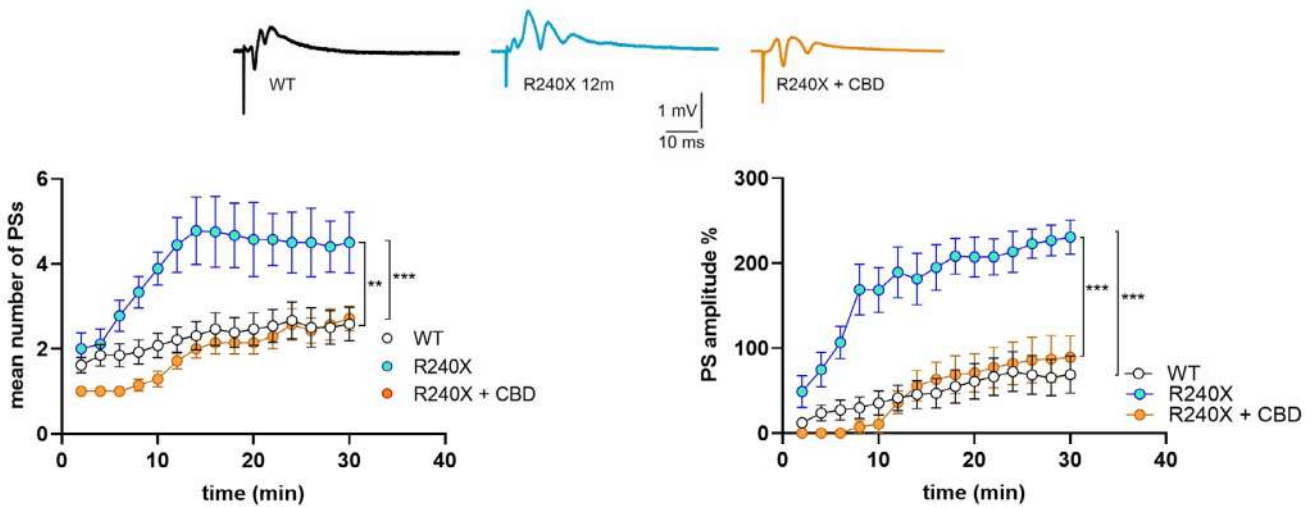 WT
R240X 12m
R240X + CBD
1 mV
10 ms
mean number of PSs
6
4
2
0
0
10
20
30
40
time (min)
**
***
WT
R240X
R240X + CBD
PS amplitude %
300
200
100
0
0
10
20
30
40
time (min)
***
***
WT
R240X
R240X + CBD